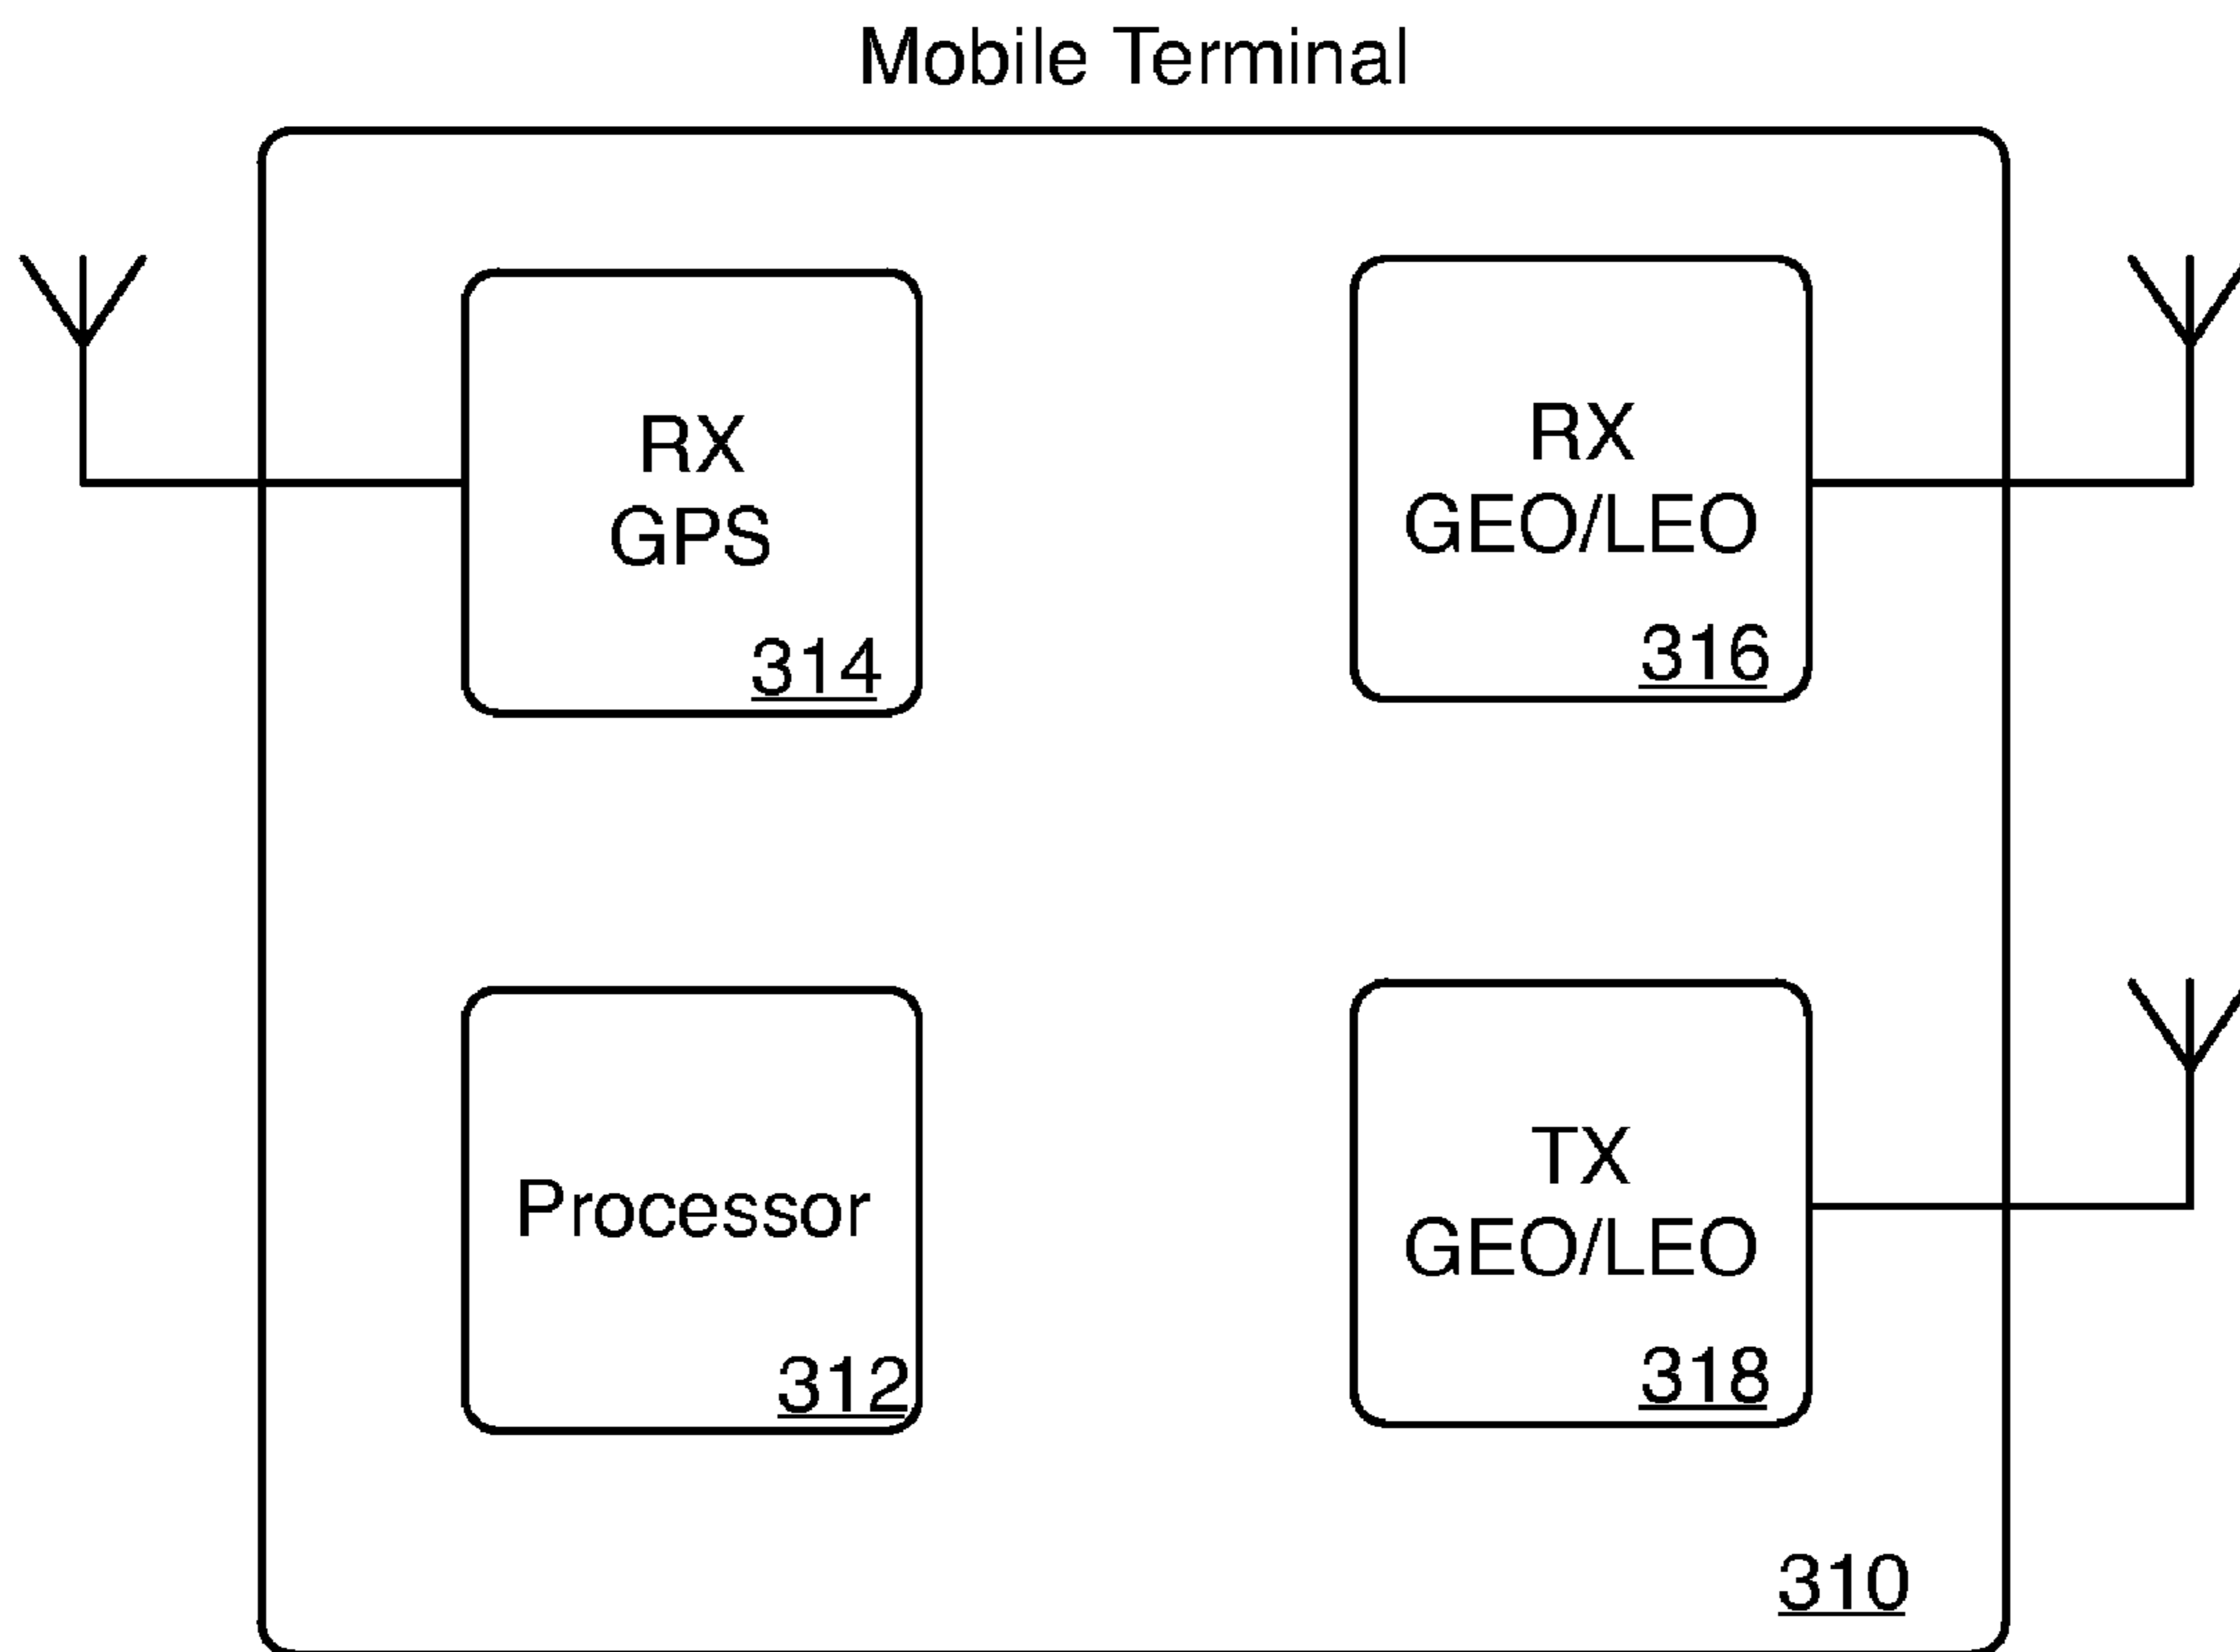 Mobile Terminal
RX
GPS
314
RX
GEO/LEO
316
Processor
312
TX
GEO/LEO
318
310